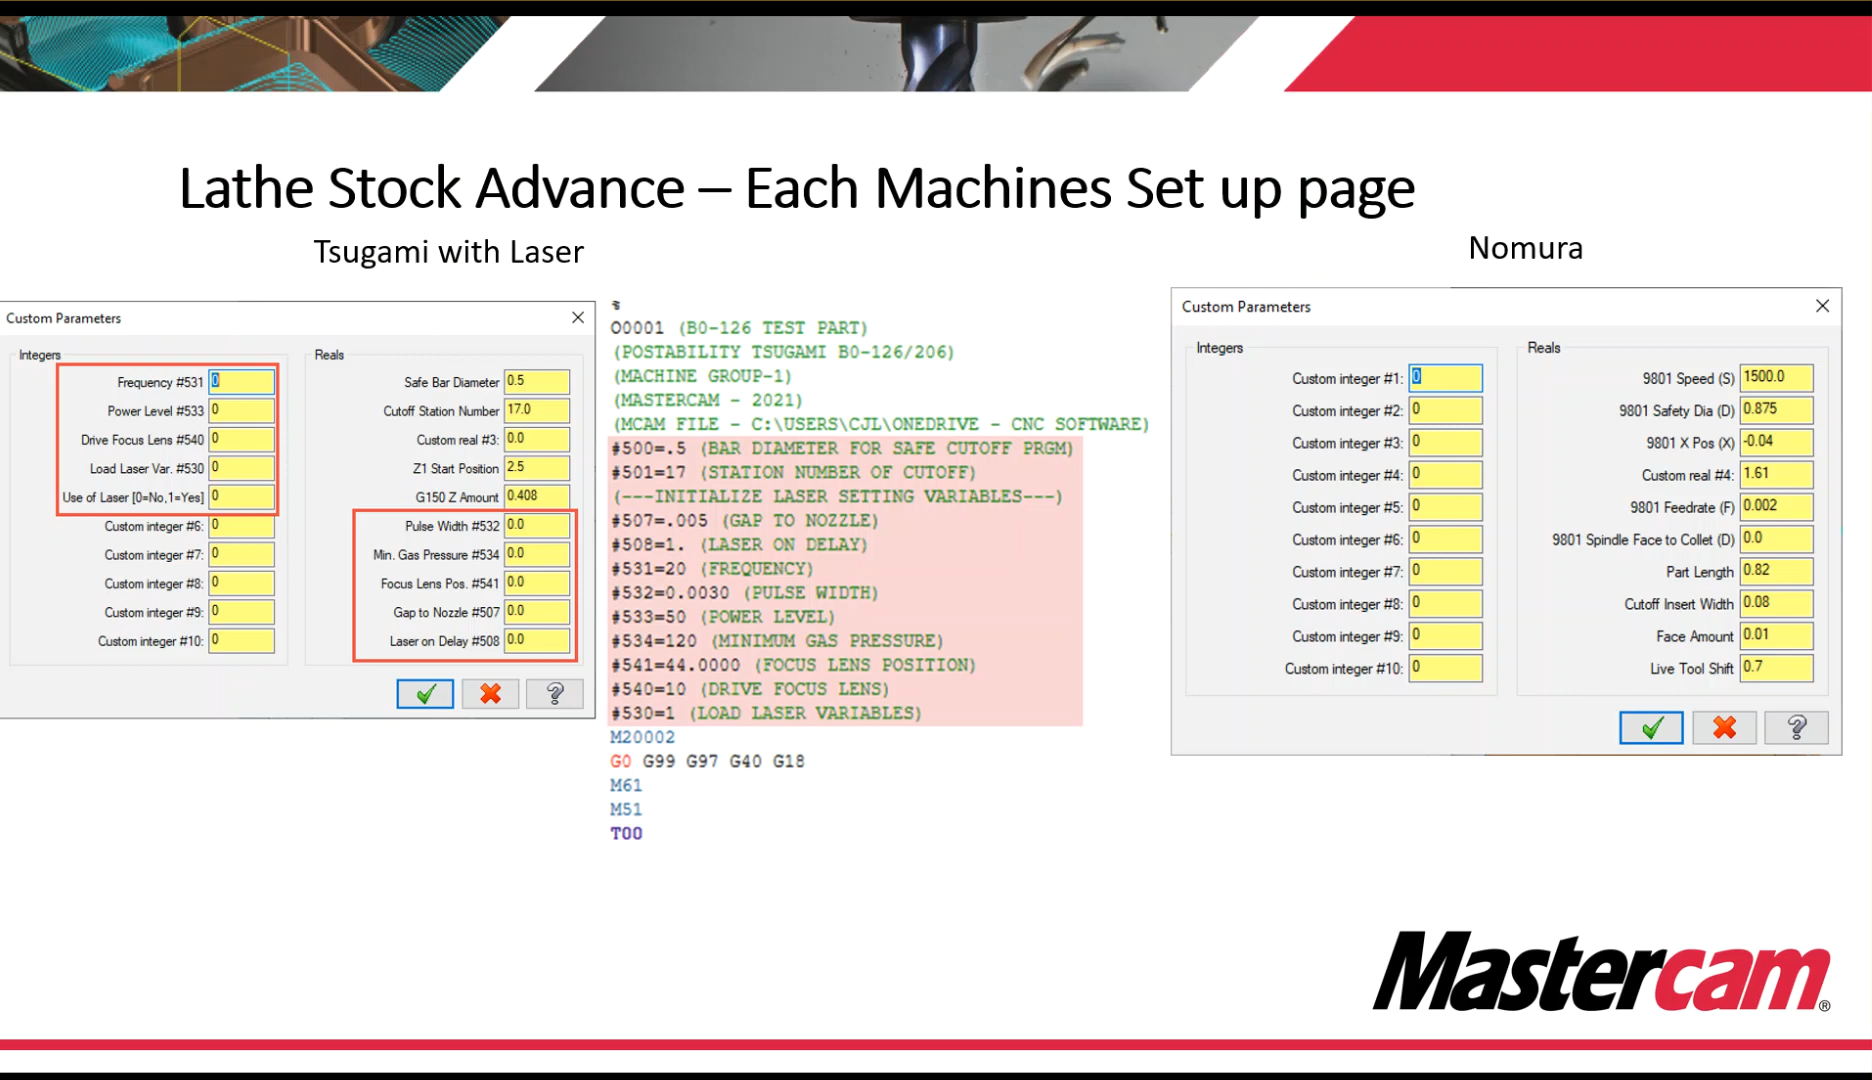 Lathe Stock Advance – Each Machines Set up page
Tsugami with Laser
Nomura
Custom Parameters
Integers
Frequency #531 0
Power Level #533 0
Drive Focus Lens #540 0
Load Laser Var. #530 0
Use of Laser [0=No,1=Yes] 0
Custom integer #6: 0
Custom integer #7: 0
Custom integer #8: 0
Custom integer #9: 0
Custom integer #10: 0
Reals
Safe Bar Diameter 0.5
Cutoff Station Number 17.0
Custom real #3: 0.0
Z1 Start Position 2.5
G150 Z Amount 0.408
Pulse Width #532 0.0
Min. Gas Pressure #534 0.0
Focus Lens Pos. #541 0.0
Gap to Nozzle #507 0.0
Laser on Delay #508 0.0
%
O0001 (B0-126 TEST PART)
(POSTABILITY TSUGAMI B0-126/206)
(MACHINE GROUP-1)
(MASTERCAM - 2021)
(MCAM FILE - C:\USERS\CJL\ONEDRIVE - CNC SOFTWARE)
#500=.5 (BAR DIAMETER FOR SAFE CUTOFF PRGM)
#501=17 (STATION NUMBER OF CUTOFF)
(---INITIALIZE LASER SETTING VARIABLES---)
#507=.005 (GAP TO NOZZLE)
#508=1. (LASER ON DELAY)
#531=20 (FREQUENCY)
#532=0.0030 (PULSE WIDTH)
#533=50 (POWER LEVEL)
#534=120 (MINIMUM GAS PRESSURE)
#541=44.0000 (FOCUS LENS POSITION)
#540=10 (DRIVE FOCUS LENS)
#530=1 (LOAD LASER VARIABLES)
M20002
G0 G99 G97 G40 G18
M61
M51
T00
Custom Parameters
Integers
Custom integer #1: 0
Custom integer #2: 0
Custom integer #3: 0
Custom integer #4: 0
Custom integer #5: 0
Custom integer #6: 0
Custom integer #7: 0
Custom integer #8: 0
Custom integer #9: 0
Custom integer #10: 0
Reals
9801 Speed (S) 1500.0
9801 Safety Dia (D) 0.875
9801 X Pos (X) -0.04
Custom real #4: 1.61
9801 Feedrate (F) 0.002
9801 Spindle Face to Collet (D) 0.0
Part Length 0.82
Cutoff Insert Width 0.08
Face Amount 0.01
Live Tool Shift 0.7
Mastercam®